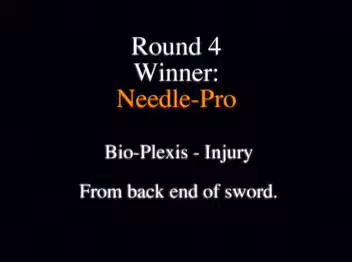 Round 4
Winner:
Needle-Pro
Bio-Plexis - Injury
From back end of sword.